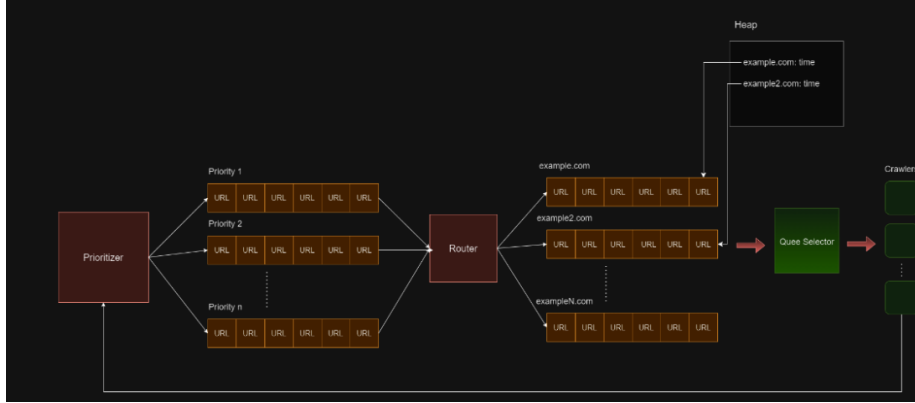 Heap
example.com: time
example2.com: time
Priority 1
URL URL URL URL URL URL
Priority 2
URL URL URL URL URL URL
Priority n
URL URL URL URL URL URL
Prioritizer
Router
example.com
URL URL URL URL URL URL
example2.com
URL URL URL URL URL URL
exampleN.com
URL URL URL URL URL URL
Quee Selector
Crawler